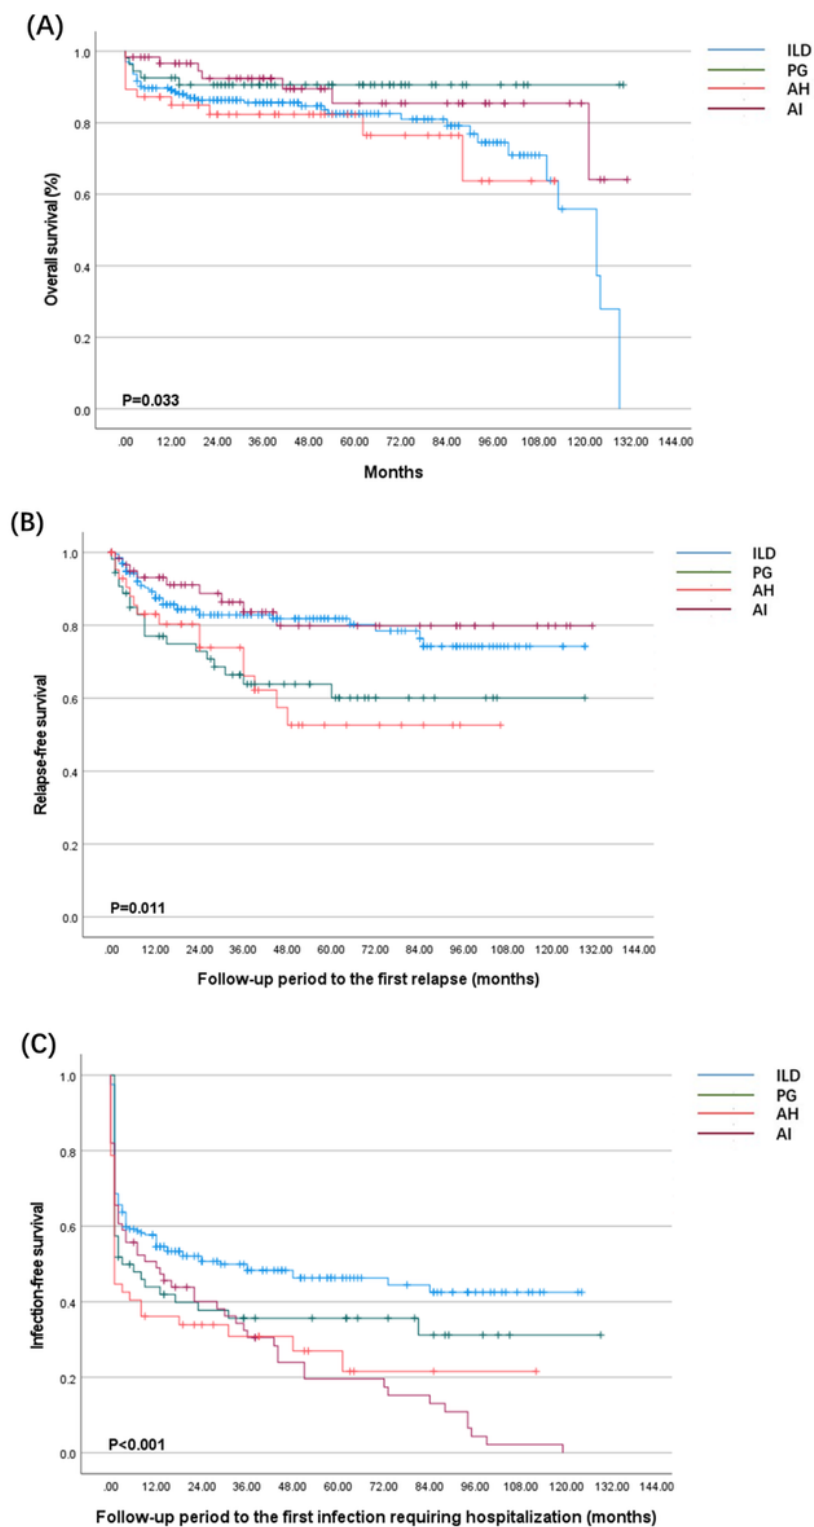 (A)
ILD
PG
AH
AI
1.0
0.8
0.6
0.4
0.2
0.0
Overall survival (%)
P=0.033
.00 12.00 24.00 36.00 48.00 60.00 72.00 84.00 96.00 108.00 120.00 132.00 144.00
Months
(B)
ILD
PG
AH
AI
1.0
0.8
0.6
0.4
0.2
0.0
Relapse-free survival
P=0.011
.00 12.00 24.00 36.00 48.00 60.00 72.00 84.00 96.00 108.00 120.00 132.00 144.00
Follow-up period to the first relapse (months)
(C)
ILD
PG
AH
AI
1.0
0.8
0.6
0.4
0.2
0.0
Infection-free survival
P<0.001
.00 12.00 24.00 36.00 48.00 60.00 72.00 84.00 96.00 108.00 120.00 132.00 144.00
Follow-up period to the first infection requiring hospitalization (months)